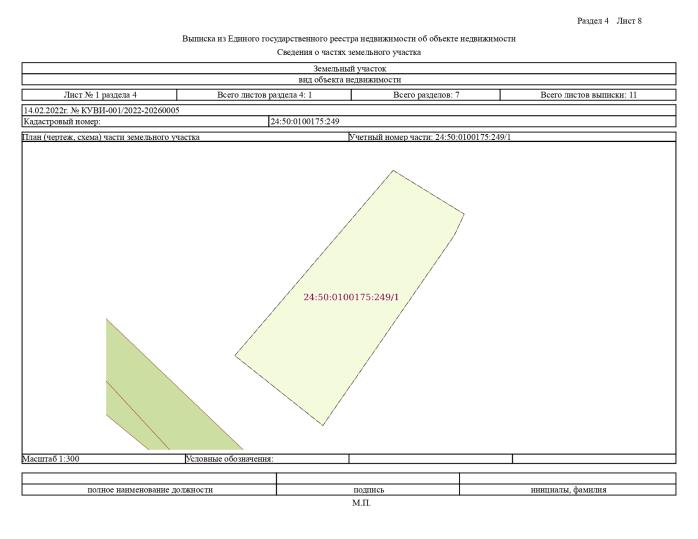 Раздел 4 Лист 8
Выписка из Единого государственного реестра недвижимости об объекте недвижимости
Сведения о частях земельного участка
Земельный участок
вид объекта недвижимости
Лист № 1 раздела 4 Всего листов раздела 4: 1 Всего разделов: 7 Всего листов выписки: 11
14.02.2022г. № КУВИ-001/2022-20260005
Кадастровый номер: 24:50:0100175:249
План (чертеж, схема) части земельного участка Учетный номер части: 24:50:0100175:249/1
24:50:0100175:249/1
Масштаб 1:300 Условные обозначения:
полное наименование должности подпись инициалы, фамилия
М.П.